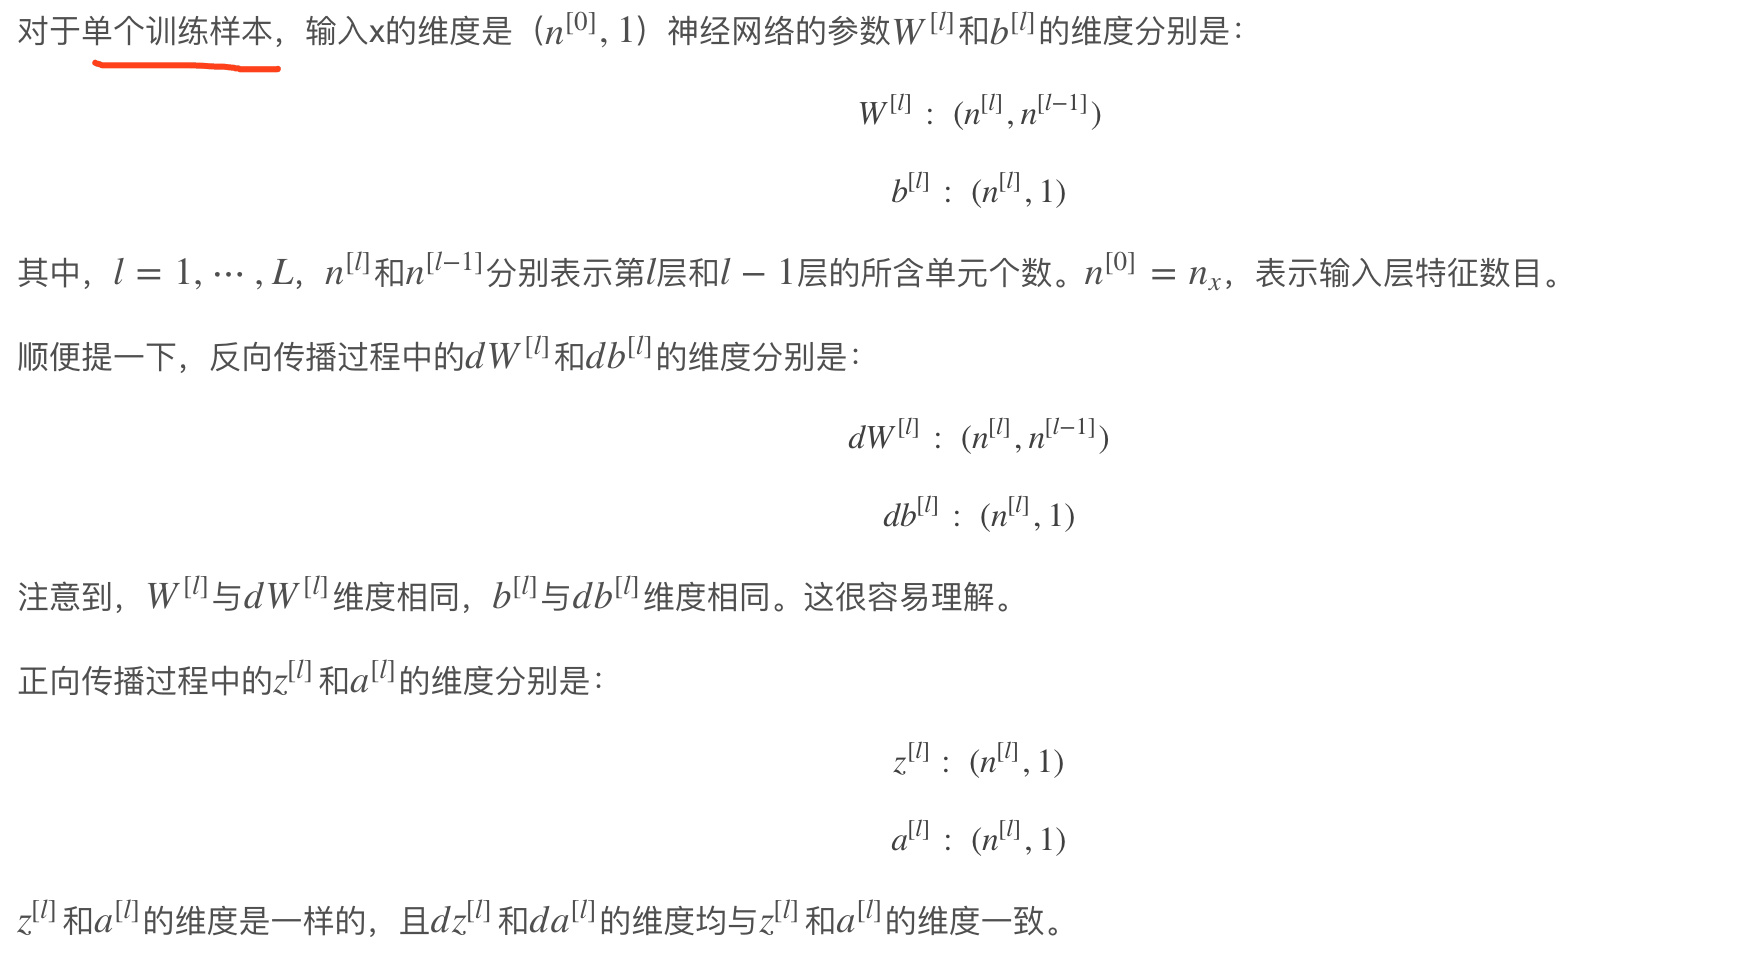 对于单个训练样本，输入x的维度是（$n^{[0]}, 1$）神经网络的参数$W^{[l]}$和$b^{[l]}$的维度分别是：
$W^{[l]} : (n^{[l]}, n^{[l-1]})$
$b^{[l]} : (n^{[l]}, 1)$
其中，$l = 1, \cdots, L$，$n^{[l]}$和$n^{[l-1]}$分别表示第$l$层和$l-1$层的所含单元个数。$n^{[0]} = n_x$，表示输入层特征数目。
顺便提一下，反向传播过程中的$dW^{[l]}$和$db^{[l]}$的维度分别是：
$dW^{[l]} : (n^{[l]}, n^{[l-1]})$
$db^{[l]} : (n^{[l]}, 1)$
注意到，$W^{[l]}$与$dW^{[l]}$维度相同，$b^{[l]}$与$db^{[l]}$维度相同。这很容易理解。
正向传播过程中的$z^{[l]}$和$a^{[l]}$的维度分别是：
$z^{[l]} : (n^{[l]}, 1)$
$a^{[l]} : (n^{[l]}, 1)$
$z^{[l]}$和$a^{[l]}$的维度是一样的，且$dz^{[l]}$和$da^{[l]}$的维度均与$z^{[l]}$和$a^{[l]}$的维度一致。